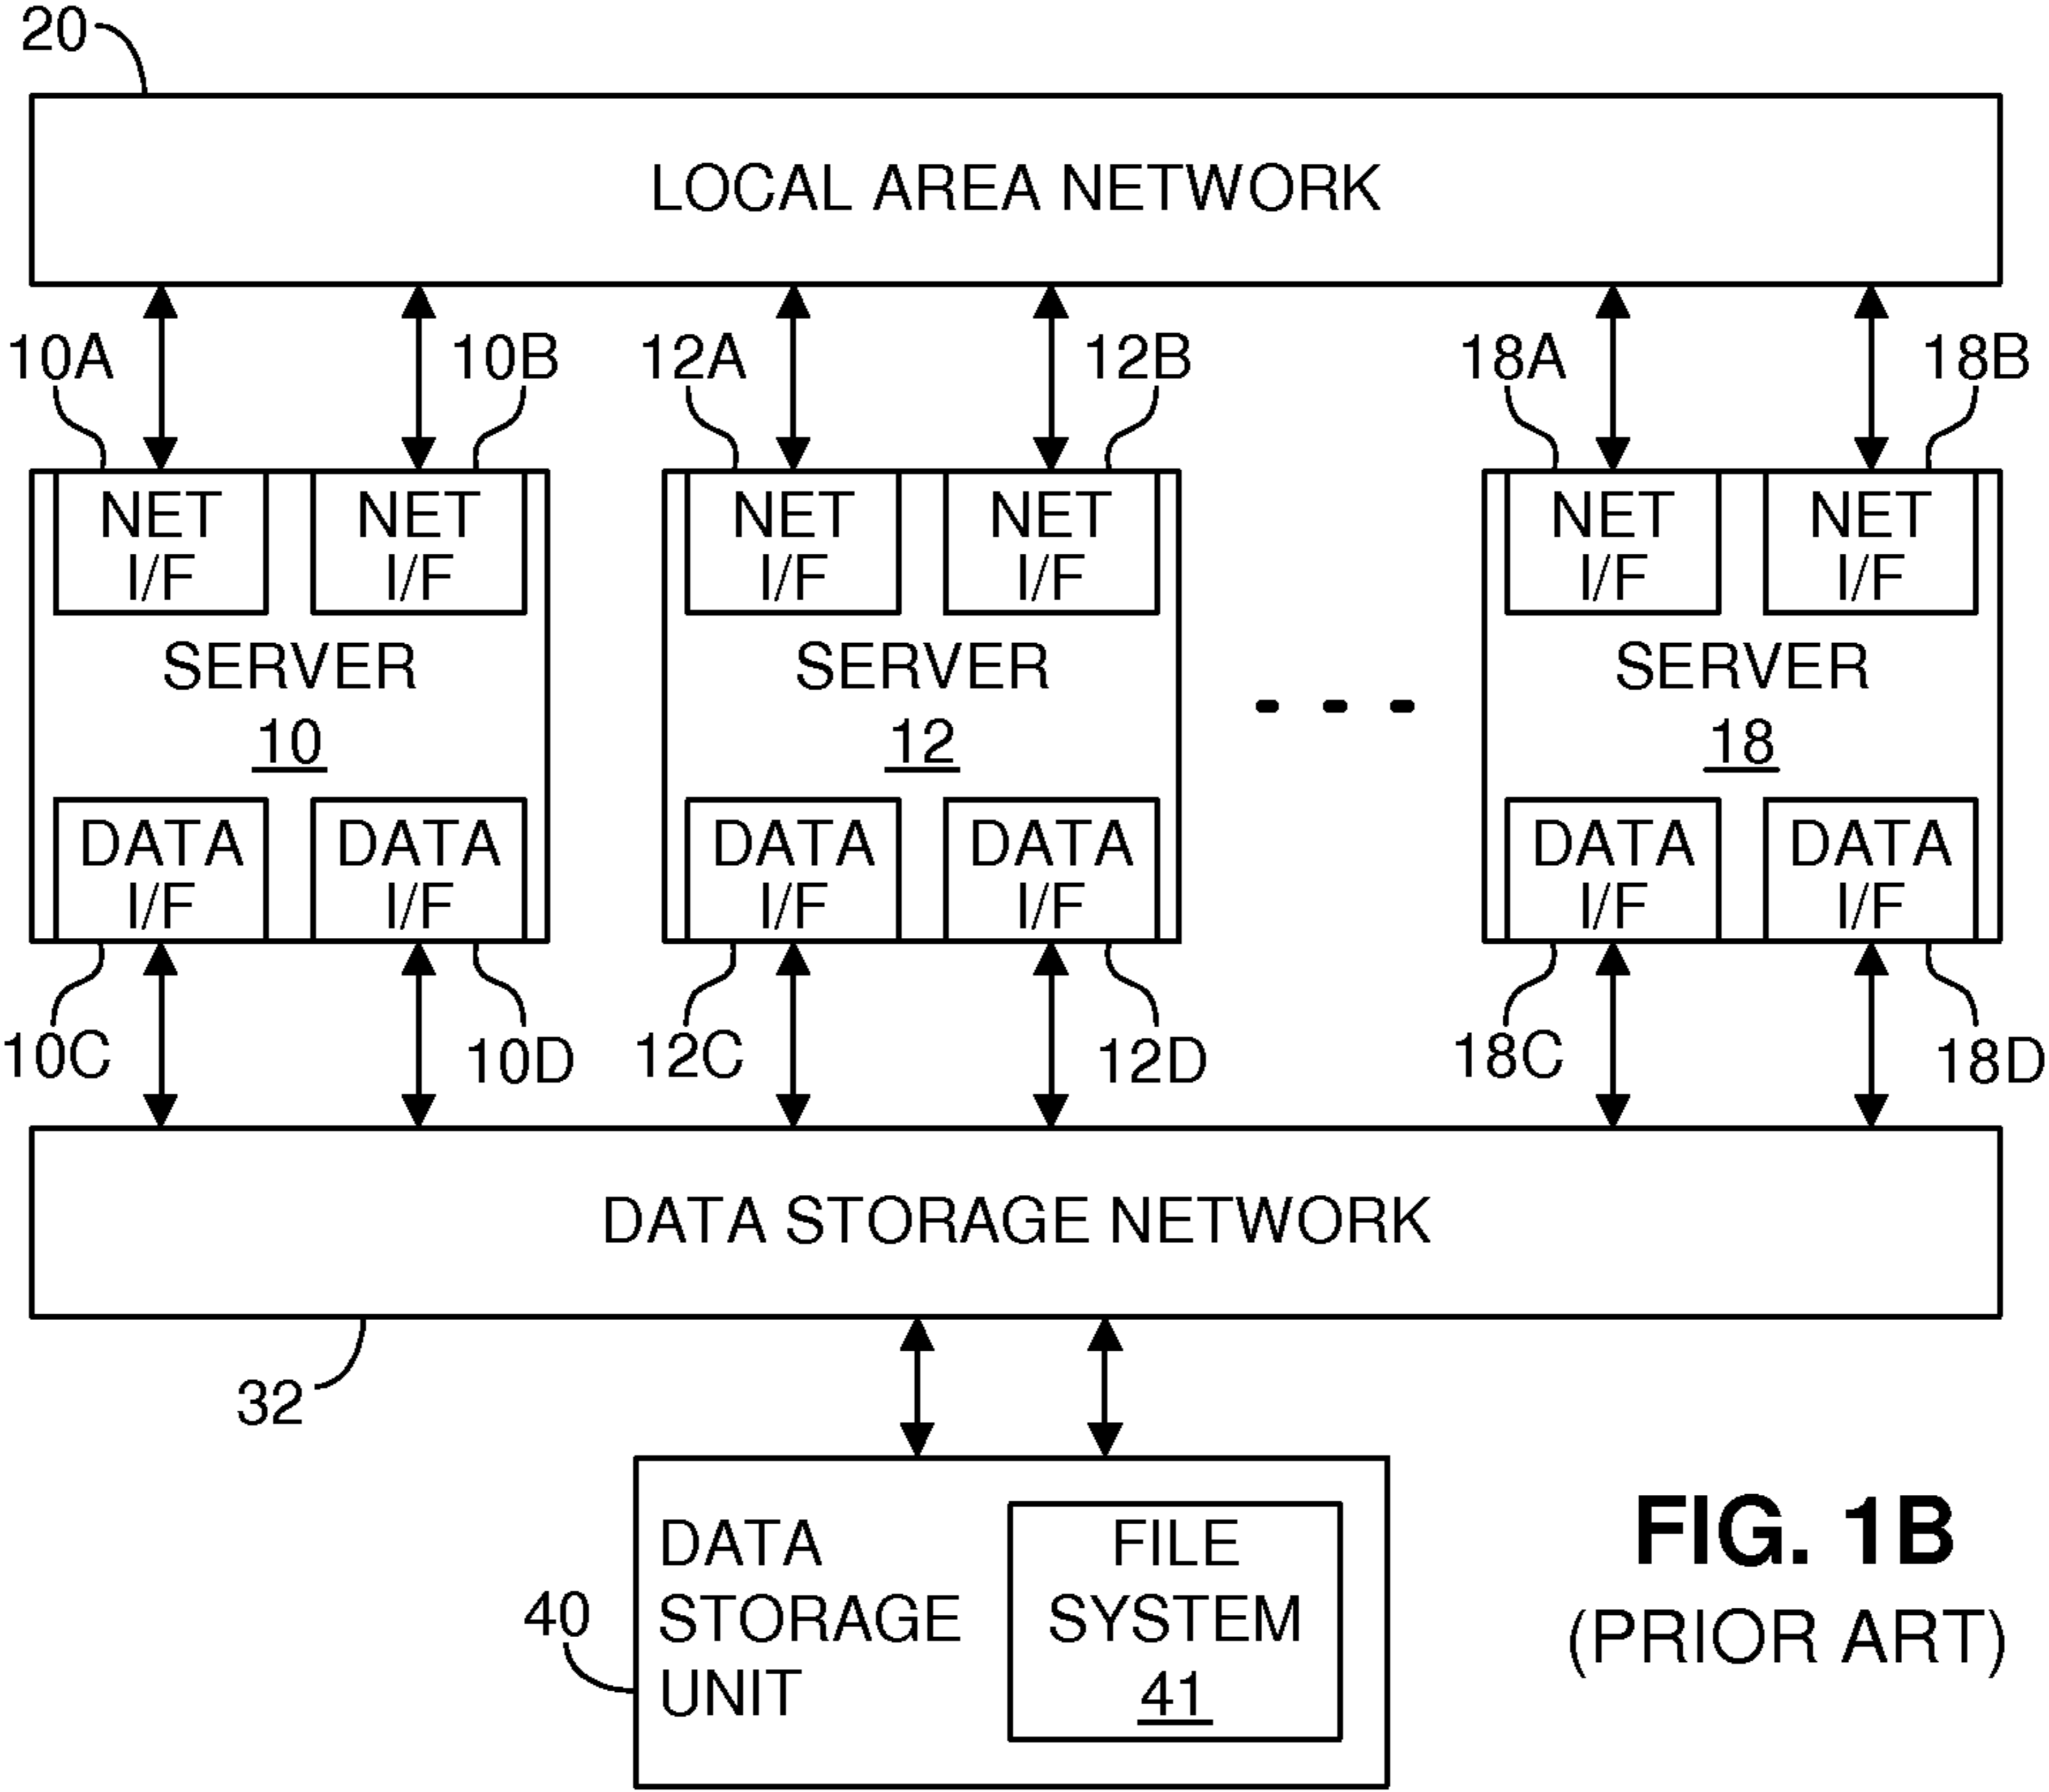 20
LOCAL AREA NETWORK
10A 10B 12A 12B 18A 18B
NET NET NET NET NET NET
I/F I/F I/F I/F I/F I/F
SERVER SERVER SERVER
10 12 18
DATA DATA DATA DATA DATA DATA
I/F I/F I/F I/F I/F I/F
10C 10D 12C 12D 18C 18D
DATA STORAGE NETWORK
32
DATA
STORAGE
UNIT
40
FILE
SYSTEM
41
FIG. 1B
(PRIOR ART)